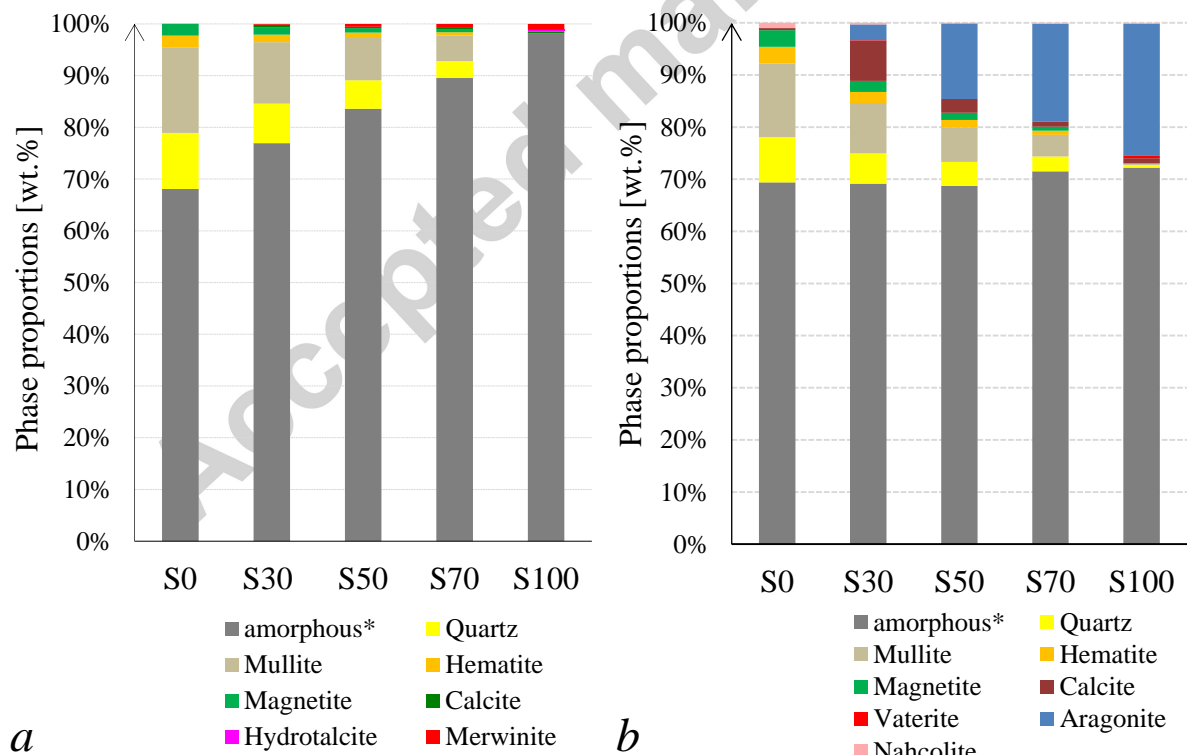 100%
90%
80%
70%
60%
50%
40%
30%
20%
10%
0%
Phase proportions [wt.%]
S0 S30 S50 S70 S100
amorphous* Quartz
Mullite Hematite
Magnetite Calcite
Hydrotalcite Merwinite
a
100%
90%
80%
70%
60%
50%
40%
30%
20%
10%
0%
Phase proportions [wt.%]
S0 S30 S50 S70 S100
amorphous* Quartz
Mullite Hematite
Magnetite Calcite
Vaterite Aragonite
Nahcolite
b
Accepted ma